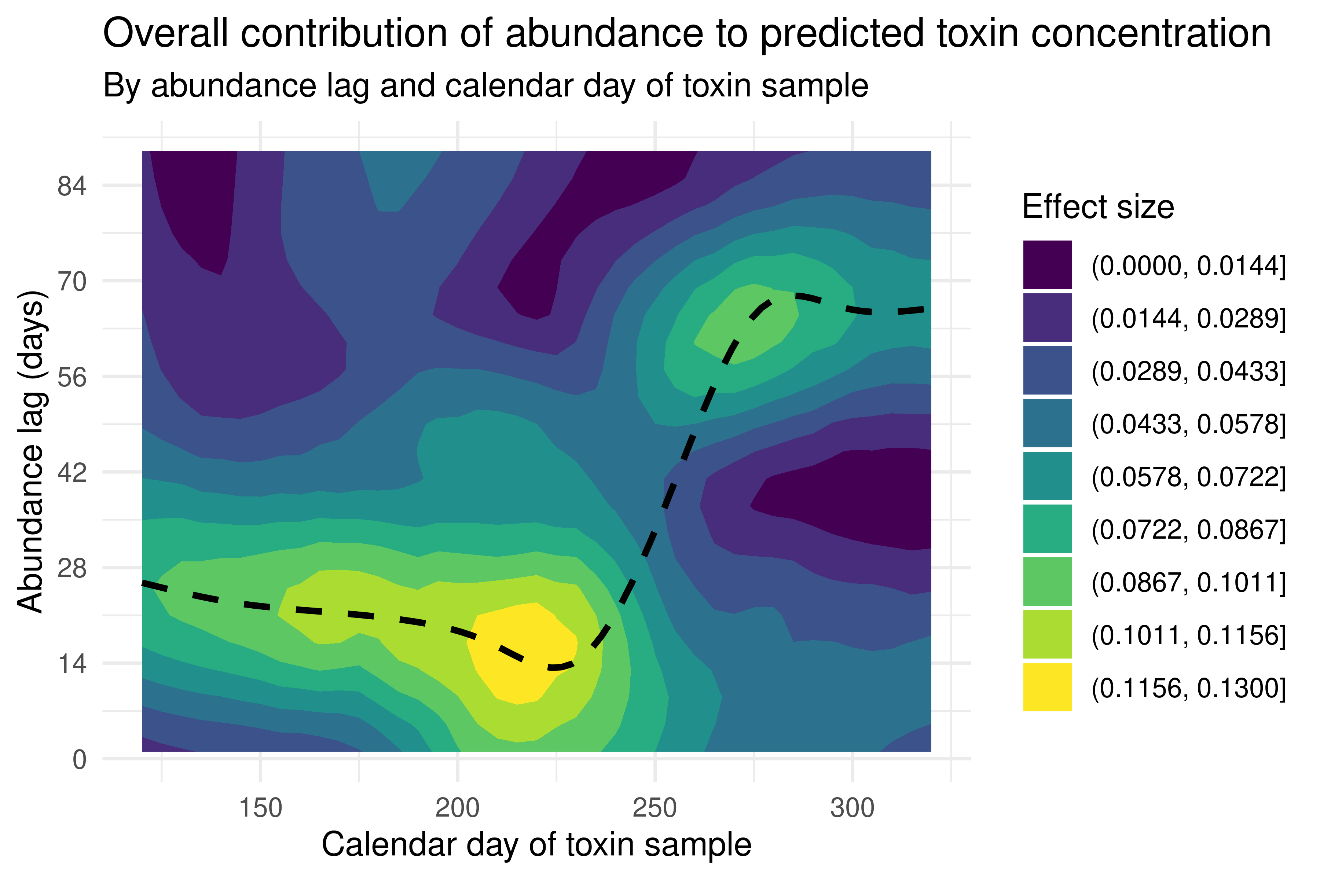 Overall contribution of abundance to predicted toxin concentration
By abundance lag and calendar day of toxin sample
Abundance lag (days)
84
70
56
42
28
14
0
150 200 250 300
Calendar day of toxin sample
Effect size
(0.0000, 0.0144]
(0.0144, 0.0289]
(0.0289, 0.0433]
(0.0433, 0.0578]
(0.0578, 0.0722]
(0.0722, 0.0867]
(0.0867, 0.1011]
(0.1011, 0.1156]
(0.1156, 0.1300]